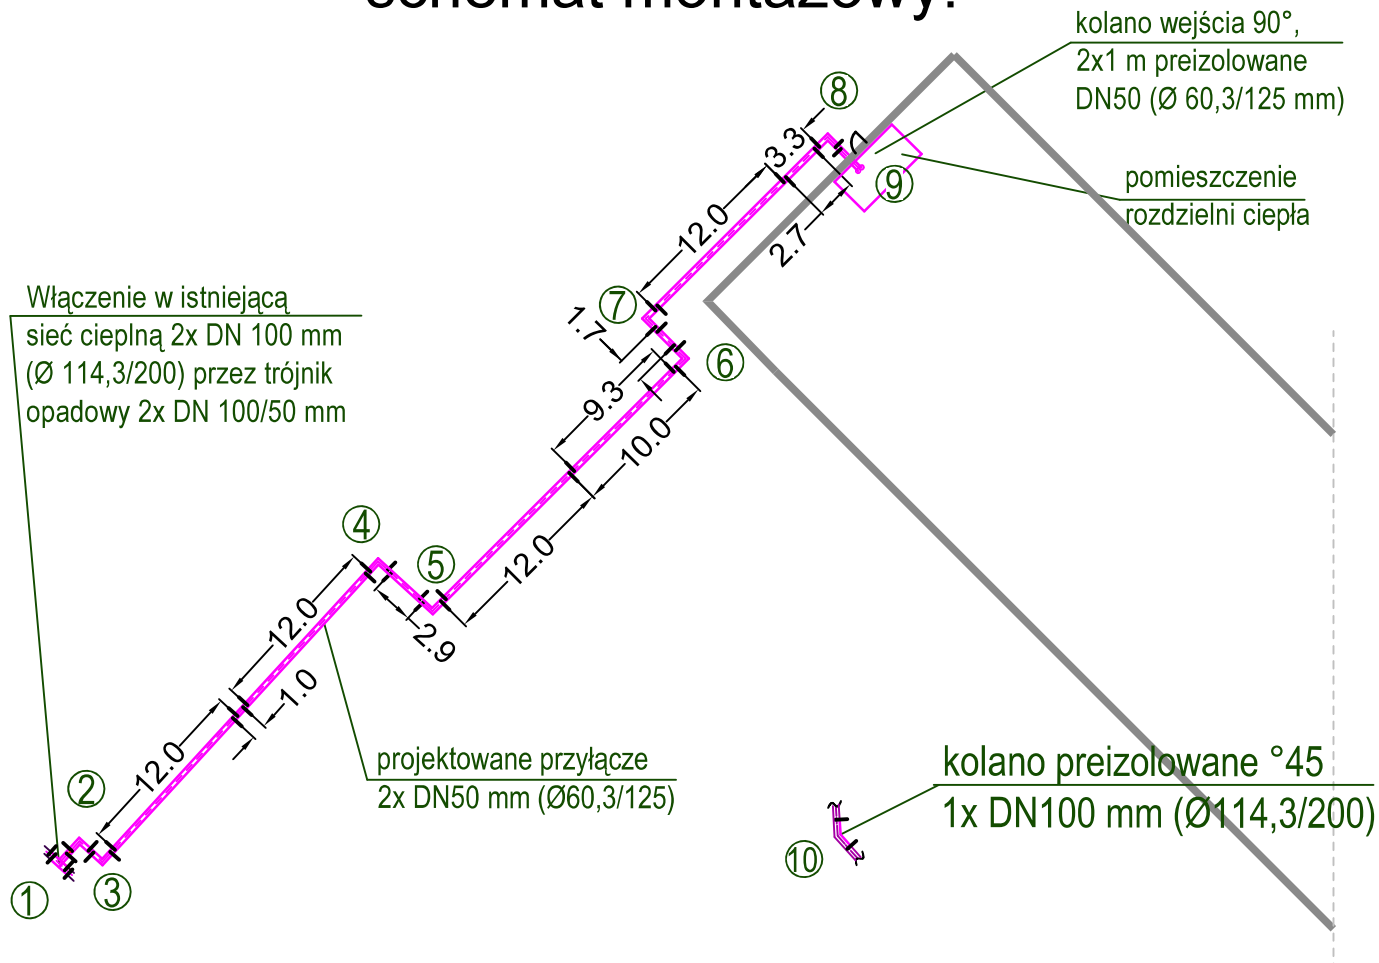 schemat montażowy:
kolano wejścia 90°,
2x1 m preizolowane
DN50 (Ø 60,3/125 mm)
pomieszczenie
rozdzielni ciepła
8
3.3
9
12.0
2.7
7
1.7
6
Włączenie w istniejącą
sieć cieplną 2x DN 100 mm
(Ø 114,3/200) przez trójnik
opadowy 2x DN 100/50 mm
9.3
10.0
4
5
12.0
12.0
2.9
1.0
12.0
projektowane przyłącze
2x DN50 mm (Ø60,3/125)
2
1
3
kolano preizolowane °45
1x DN100 mm (Ø114,3/200)
10